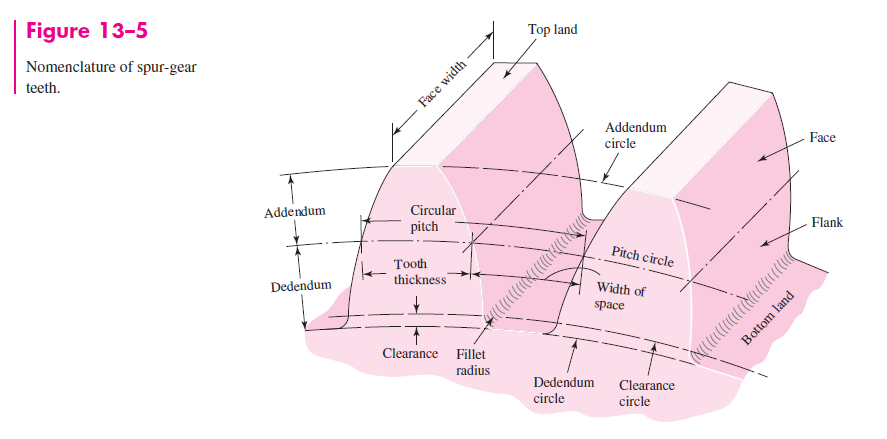 Figure 13–5
Nomenclature of spur-gear
teeth.
Top land
Face width
Addendum
circle
Face
Addendum
Circular
pitch
Flank
Pitch circle
Tooth
thickness
Dedendum
Width of
space
Bottom land
Clearance
Fillet
radius
Dedendum
circle
Clearance
circle